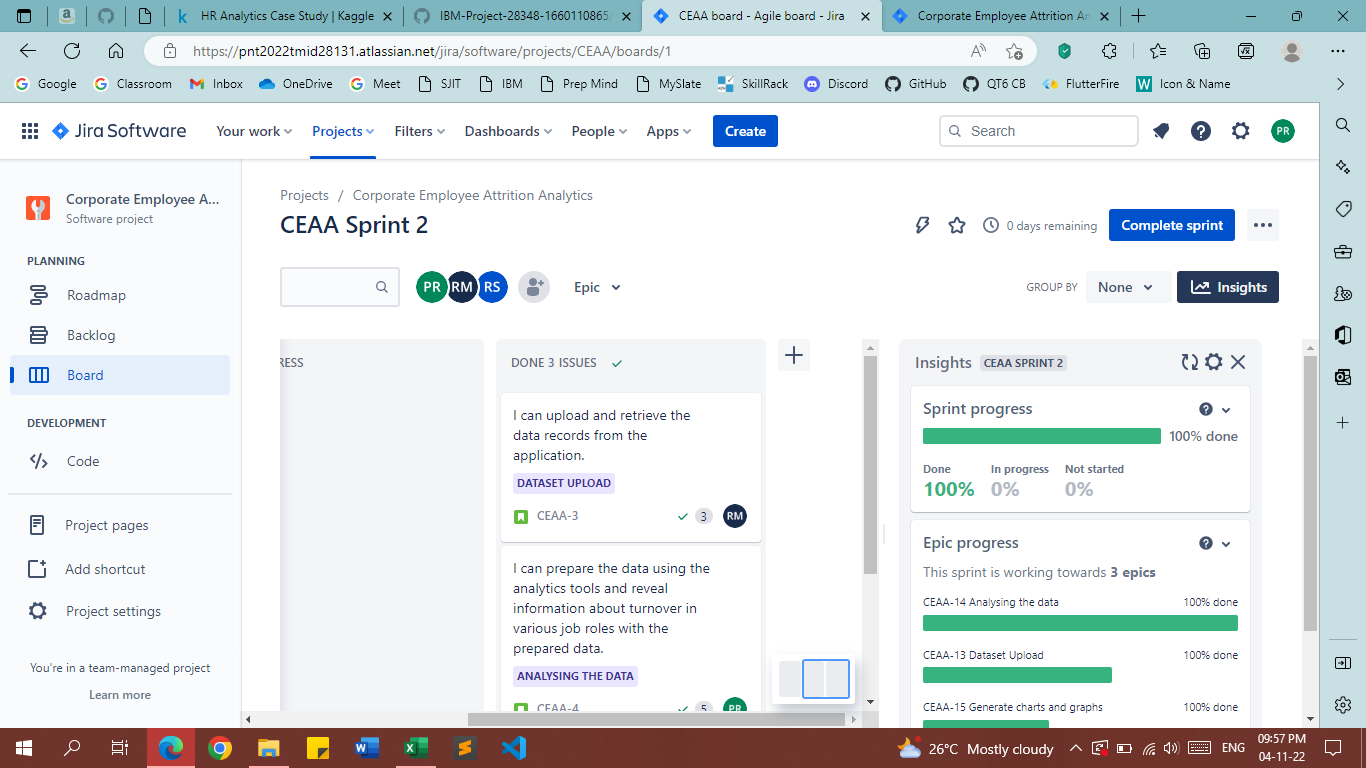 HR Analytics Case Study | Kaggle
IBM-Project-28348-1660110865/
CEAA board - Agile board - Jira
Corporate Employee Attrition An
https://pnt2022tmid28131.atlassian.net/jira/software/projects/CEAA/boards/1
Google
Classroom
Inbox
OneDrive
Meet
SJIT
IBM
Prep Mind
MySlate
SkillRack
Discord
GitHub
QT6 CB
FlutterFire
Icon & Name
Jira Software
Your work
Projects
Filters
Dashboards
People
Apps
Create
Search
PR
Corporate Employee A...
Software project
PLANNING
Roadmap
Backlog
Board
DEVELOPMENT
Code
Project pages
Add shortcut
Project settings
You're in a team-managed project
Learn more
Projects / Corporate Employee Attrition Analytics
CEAA Sprint 2
0 days remaining
Complete sprint
PR RM RS
Epic
GROUP BY
None
Insights
RESS
DONE 3 ISSUES
I can upload and retrieve the
data records from the
application.
DATASET UPLOAD
CEAA-3
3
RM
I can prepare the data using the
analytics tools and reveal
information about turnover in
various job roles with the
prepared data.
ANALYSING THE DATA
CEAA-4
5
PR
Insights CEAA SPRINT 2
Sprint progress
100% done
Done In progress Not started
100% 0% 0%
Epic progress
This sprint is working towards 3 epics
CEAA-14 Analysing the data 100% done
CEAA-13 Dataset Upload 100% done
CEAA-15 Generate charts and graphs 100% done
26°C Mostly cloudy
ENG
09:57 PM
04-11-22